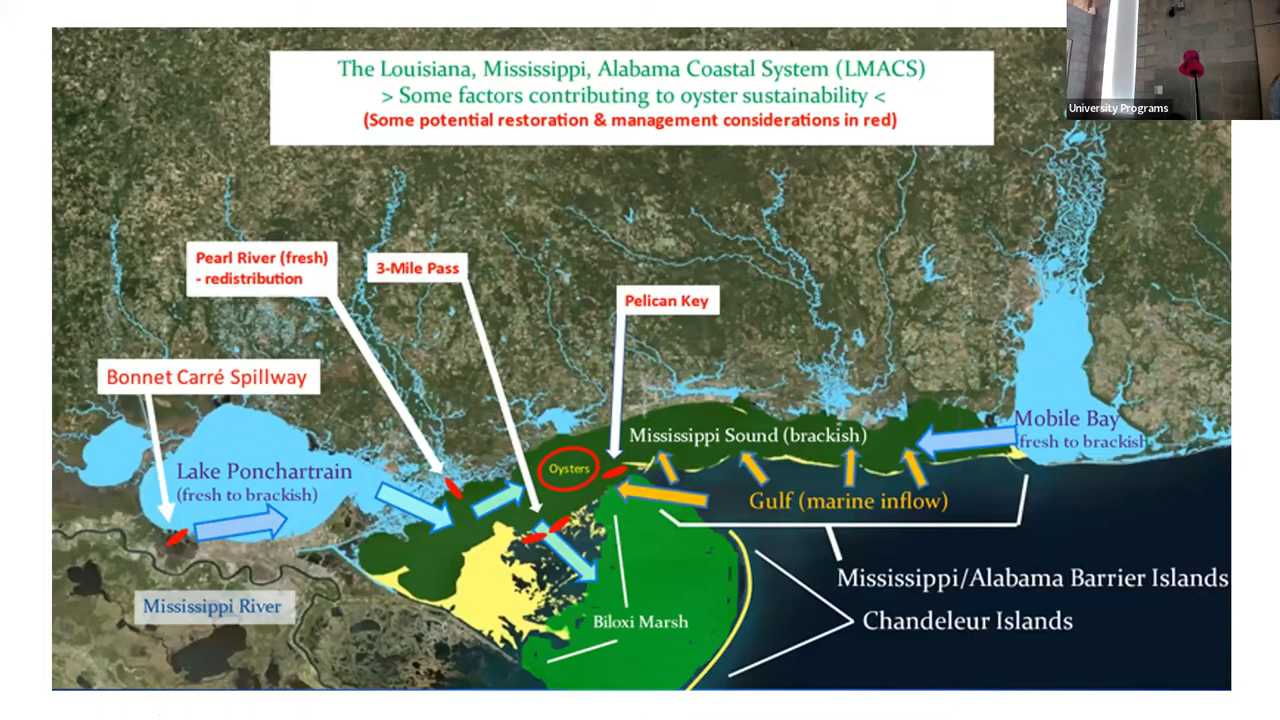 The Louisiana, Mississippi, Alabama Coastal System (LMACS)
> Some factors contributing to oyster sustainability <
(Some potential restoration & management considerations in red)
University Programs
Pearl River (fresh)
- redistribution
3-Mile Pass
Pelican Key
Bonnet Carré Spillway
Mobile Bay
(fresh to brackish
Mississippi Sound (brackish)
Oysters
Lake Ponchartrain
(fresh to brackish)
Gulf (marine inflow)
Mississippi/Alabama Barrier Islands
Mississippi River
Biloxi Marsh
Chandeleur Islands